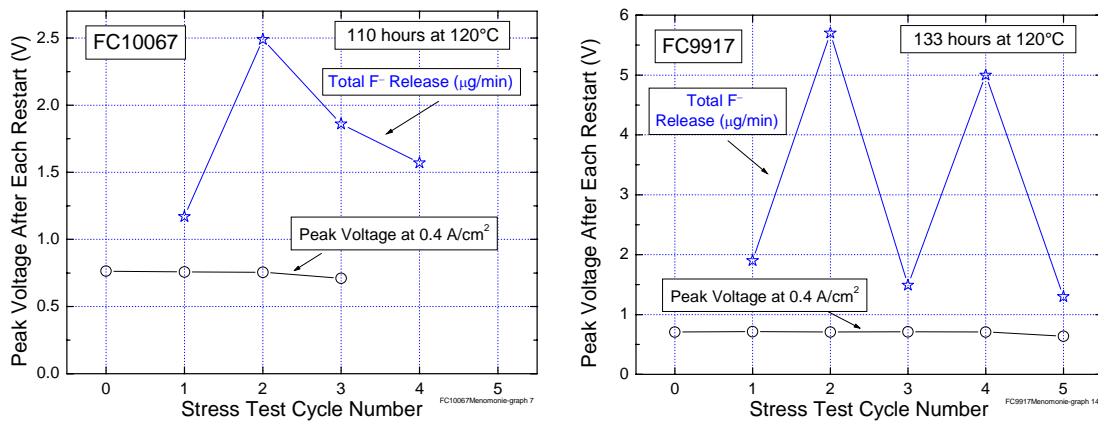 FC10067
110 hours at 120°C
Total F⁻ Release (μg/min)
Peak Voltage at 0.4 A/cm²
Peak Voltage After Each Restart (V)
2.5
2.0
1.5
1.0
0.5
0.0
0 1 2 3 4 5
Stress Test Cycle Number
FC10067Menomonie-graph 7
FC9917
133 hours at 120°C
Total F⁻
Release (μg/min)
Peak Voltage at 0.4 A/cm²
Peak Voltage After Each Restart (V)
6
5
4
3
2
1
0
0 1 2 3 4 5
Stress Test Cycle Number
FC9917Menomonie-graph 14